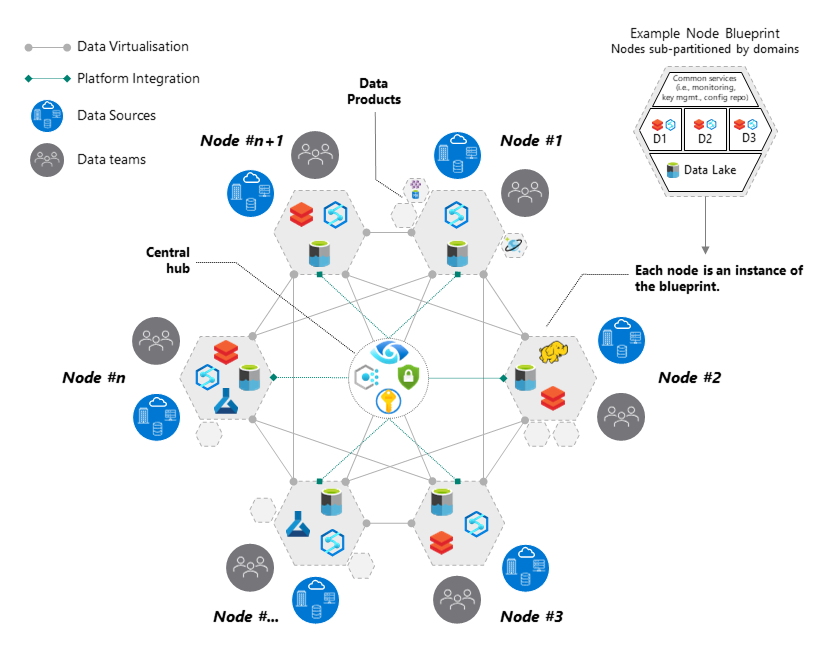 Data Virtualisation
Platform Integration
Data Sources
Data teams
Example Node Blueprint
Nodes sub-partitioned by domains
Common services
(i.e., monitoring,
key mgmt., config repo)
D1
D2
D3
Data Lake
Data
Products
Node #n+1
Node #1
Central
hub
Each node is an instance of
the blueprint.
Node #n
Node #2
Node #...
Node #3